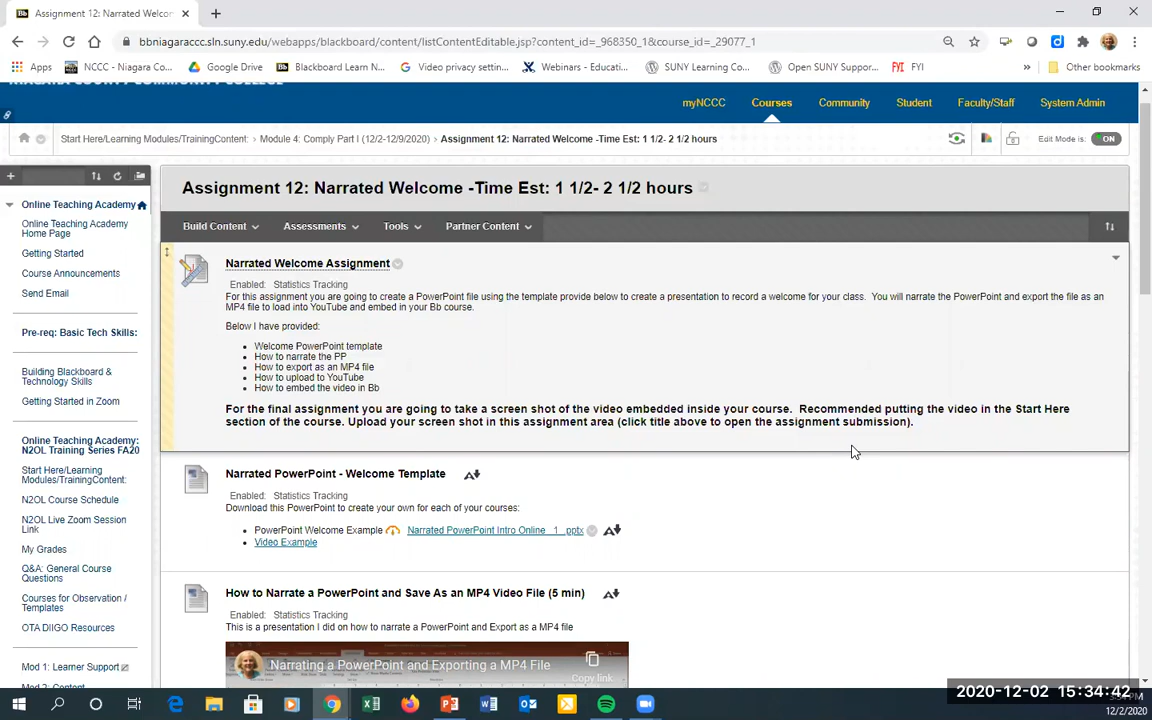 Assignment 12: Narrated Welcom
bbniagaraccc.sln.suny.edu/webapps/blackboard/content/listContentEditable.jsp?content_id=_968350_1&course_id=_29077_1
Apps NCCC - Niagara Co... Google Drive Blackboard Learn N... Video privacy settin... Webinars - Educati... SUNY Learning Co... Open SUNY Suppor... FYI » Other bookmarks
myNCCC Courses Community Student Faculty/Staff System Admin
Start Here/Learning Modules/TrainingContent: Module 4: Comply Part I (12/2-12/9/2020) Assignment 12: Narrated Welcome -Time Est: 1 1/2- 2 1/2 hours Edit Mode is: ON
Online Teaching Academy
Online Teaching Academy
Home Page
Getting Started
Course Announcements
Send Email
Pre-req: Basic Tech Skills:
Building Blackboard &
Technology Skills
Getting Started in Zoom
Online Teaching Academy:
N2OL Training Series FA20
Start Here/Learning
Modules/TrainingContent:
N2OL Course Schedule
N2OL Live Zoom Session
Link
My Grades
Q&A: General Course
Questions
Courses for Observation /
Templates
OTA DIIGO Resources
Mod 1: Learner Support
Mod 2: Content
Assignment 12: Narrated Welcome -Time Est: 1 1/2- 2 1/2 hours
Build Content Assessments Tools Partner Content
Narrated Welcome Assignment
Enabled: Statistics Tracking
For this assignment you are going to create a PowerPoint file using the template provide below to create a presentation to record a welcome for your class. You will narrate the PowerPoint and export the file as an
MP4 file to load into YouTube and embed in your Bb course.
Below I have provided:
• Welcome PowerPoint template
• How to narrate the PP
• How to export as an MP4 file
• How to upload to YouTube
• How to embed the video in Bb
For the final assignment you are going to take a screen shot of the video embedded inside your course. Recommended putting the video in the Start Here
section of the course. Upload your screen shot in this assignment area (click title above to open the assignment submission).
Narrated PowerPoint - Welcome Template
Enabled: Statistics Tracking
Download this PowerPoint to create your own for each of your courses:
• PowerPoint Welcome Example Narrated PowerPoint Intro Online _1_.pptx
• Video Example
How to Narrate a PowerPoint and Save As an MP4 Video File (5 min)
Enabled: Statistics Tracking
This is a presentation I did on how to narrate a PowerPoint and Export as a MP4 file
Narrating a PowerPoint and Exporting a MP4 File
Copy link
2020-12-02 15:34:42
12/2/2020